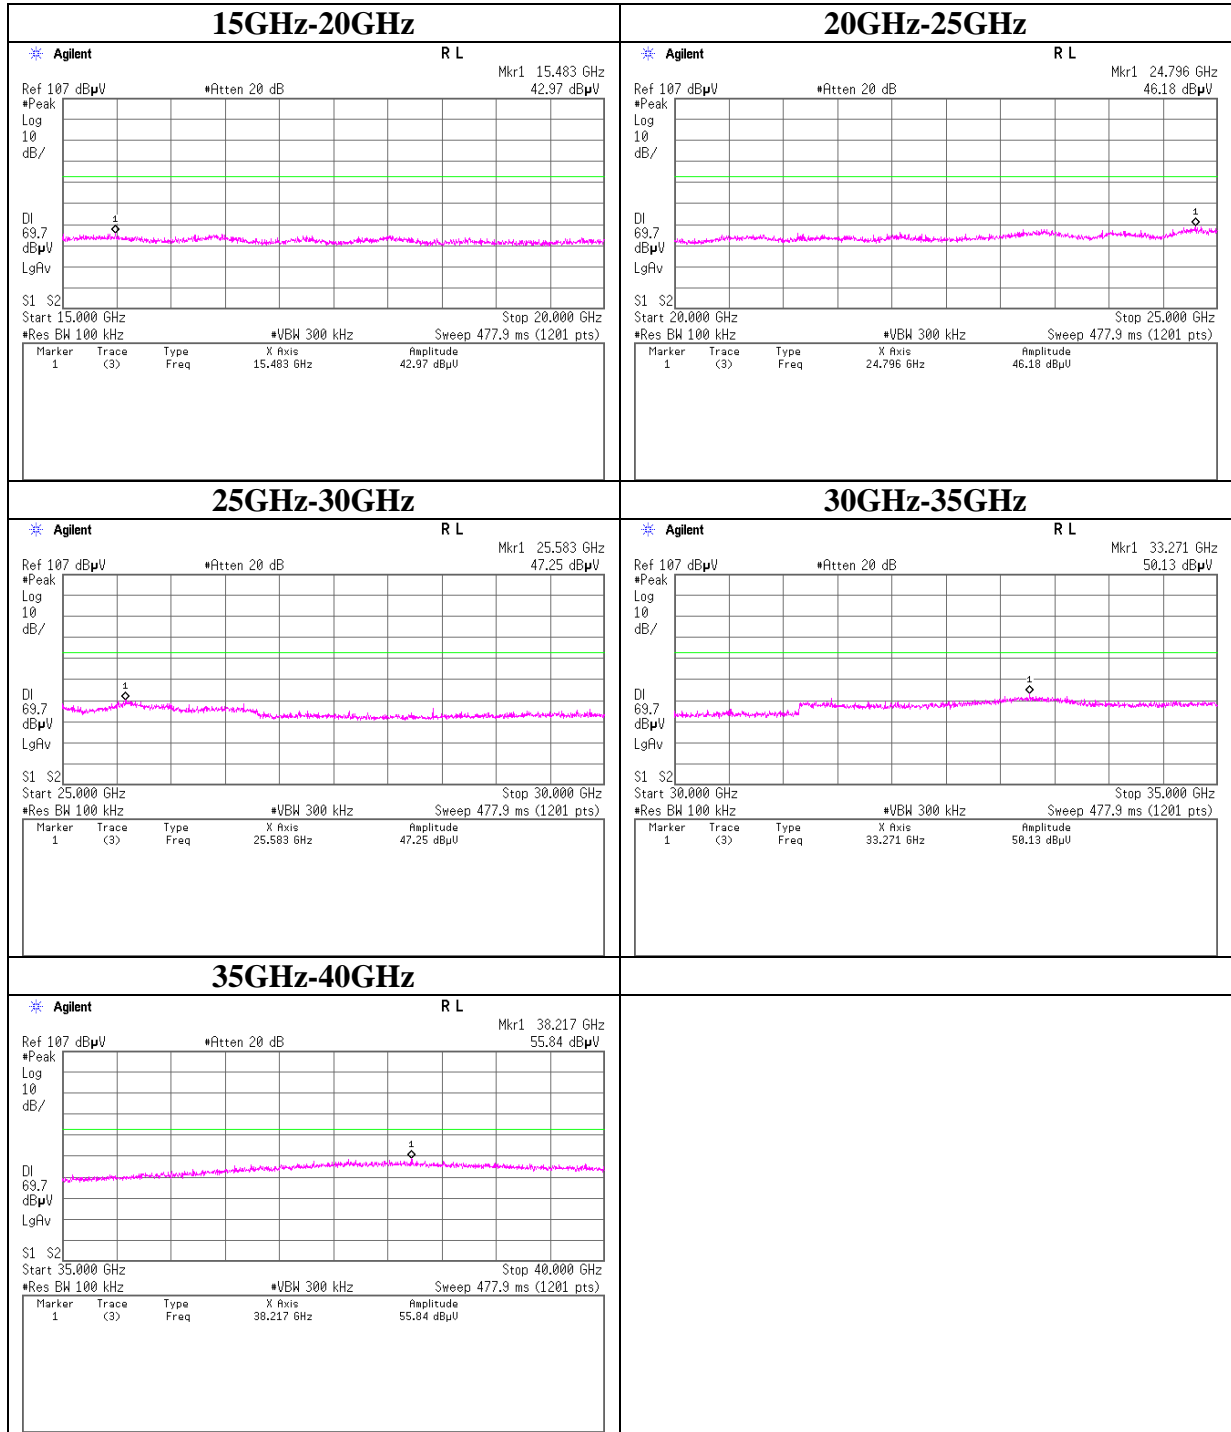 15GHz-20GHz
Agilent R L
Mkr1 15.483 GHz
Ref 107 dBµV #Atten 20 dB 42.97 dBµV
#Peak
Log
10
dB/
1
DI
69.7
dBµV
LgAv
S1 S2
Start 15.000 GHz Stop 20.000 GHz
#Res BW 100 kHz #VBW 300 kHz Sweep 477.9 ms (1201 pts)
Marker Trace Type X Axis Amplitude
1 (3) Freq 15.483 GHz 42.97 dBµV
20GHz-25GHz
Agilent R L
Mkr1 24.796 GHz
Ref 107 dBµV #Atten 20 dB 46.18 dBµV
#Peak
Log
10
dB/
1
DI
69.7
dBµV
LgAv
S1 S2
Start 20.000 GHz Stop 25.000 GHz
#Res BW 100 kHz #VBW 300 kHz Sweep 477.9 ms (1201 pts)
Marker Trace Type X Axis Amplitude
1 (3) Freq 24.796 GHz 46.18 dBµV
25GHz-30GHz
Agilent R L
Mkr1 25.583 GHz
Ref 107 dBµV #Atten 20 dB 47.25 dBµV
#Peak
Log
10
dB/
1
DI
69.7
dBµV
LgAv
S1 S2
Start 25.000 GHz Stop 30.000 GHz
#Res BW 100 kHz #VBW 300 kHz Sweep 477.9 ms (1201 pts)
Marker Trace Type X Axis Amplitude
1 (3) Freq 25.583 GHz 47.25 dBµV
30GHz-35GHz
Agilent R L
Mkr1 33.271 GHz
Ref 107 dBµV #Atten 20 dB 50.13 dBµV
#Peak
Log
10
dB/
1
DI
69.7
dBµV
LgAv
S1 S2
Start 30.000 GHz Stop 35.000 GHz
#Res BW 100 kHz #VBW 300 kHz Sweep 477.9 ms (1201 pts)
Marker Trace Type X Axis Amplitude
1 (3) Freq 33.271 GHz 50.13 dBµV
35GHz-40GHz
Agilent R L
Mkr1 38.217 GHz
Ref 107 dBµV #Atten 20 dB 55.84 dBµV
#Peak
Log
10
dB/
1
DI
69.7
dBµV
LgAv
S1 S2
Start 35.000 GHz Stop 40.000 GHz
#Res BW 100 kHz #VBW 300 kHz Sweep 477.9 ms (1201 pts)
Marker Trace Type X Axis Amplitude
1 (3) Freq 38.217 GHz 55.84 dBµV